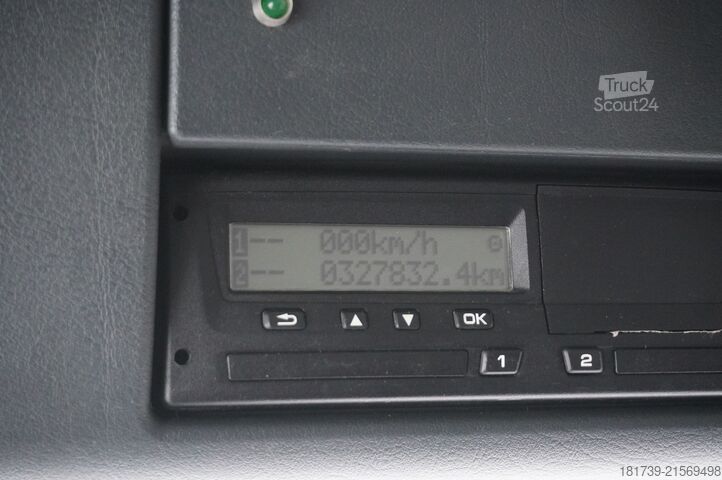 Truck
Scout24
1-- 000km/h
2-- 0327832.4km
OK
1 2
181739-21569498